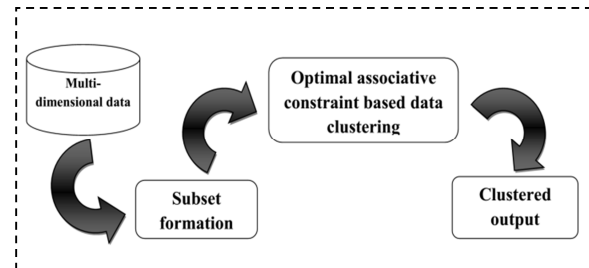 Multi-
dimensional data
Optimal associative
constraint based data
clustering
Subset
formation
Clustered
output